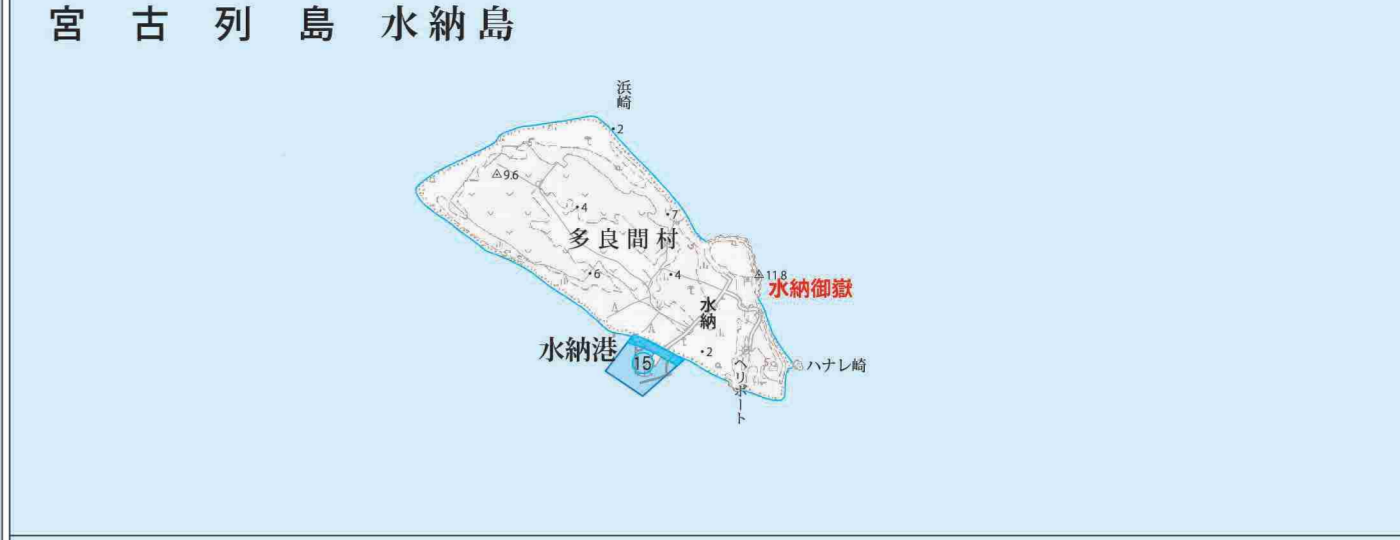 宮古列島 水納島
浜崎
・2
9.6
・4
・7
多良間村
・6
・4
11.8
水納御嶽
水納
水納港
15
・2
ハナレ崎
ヘリポート